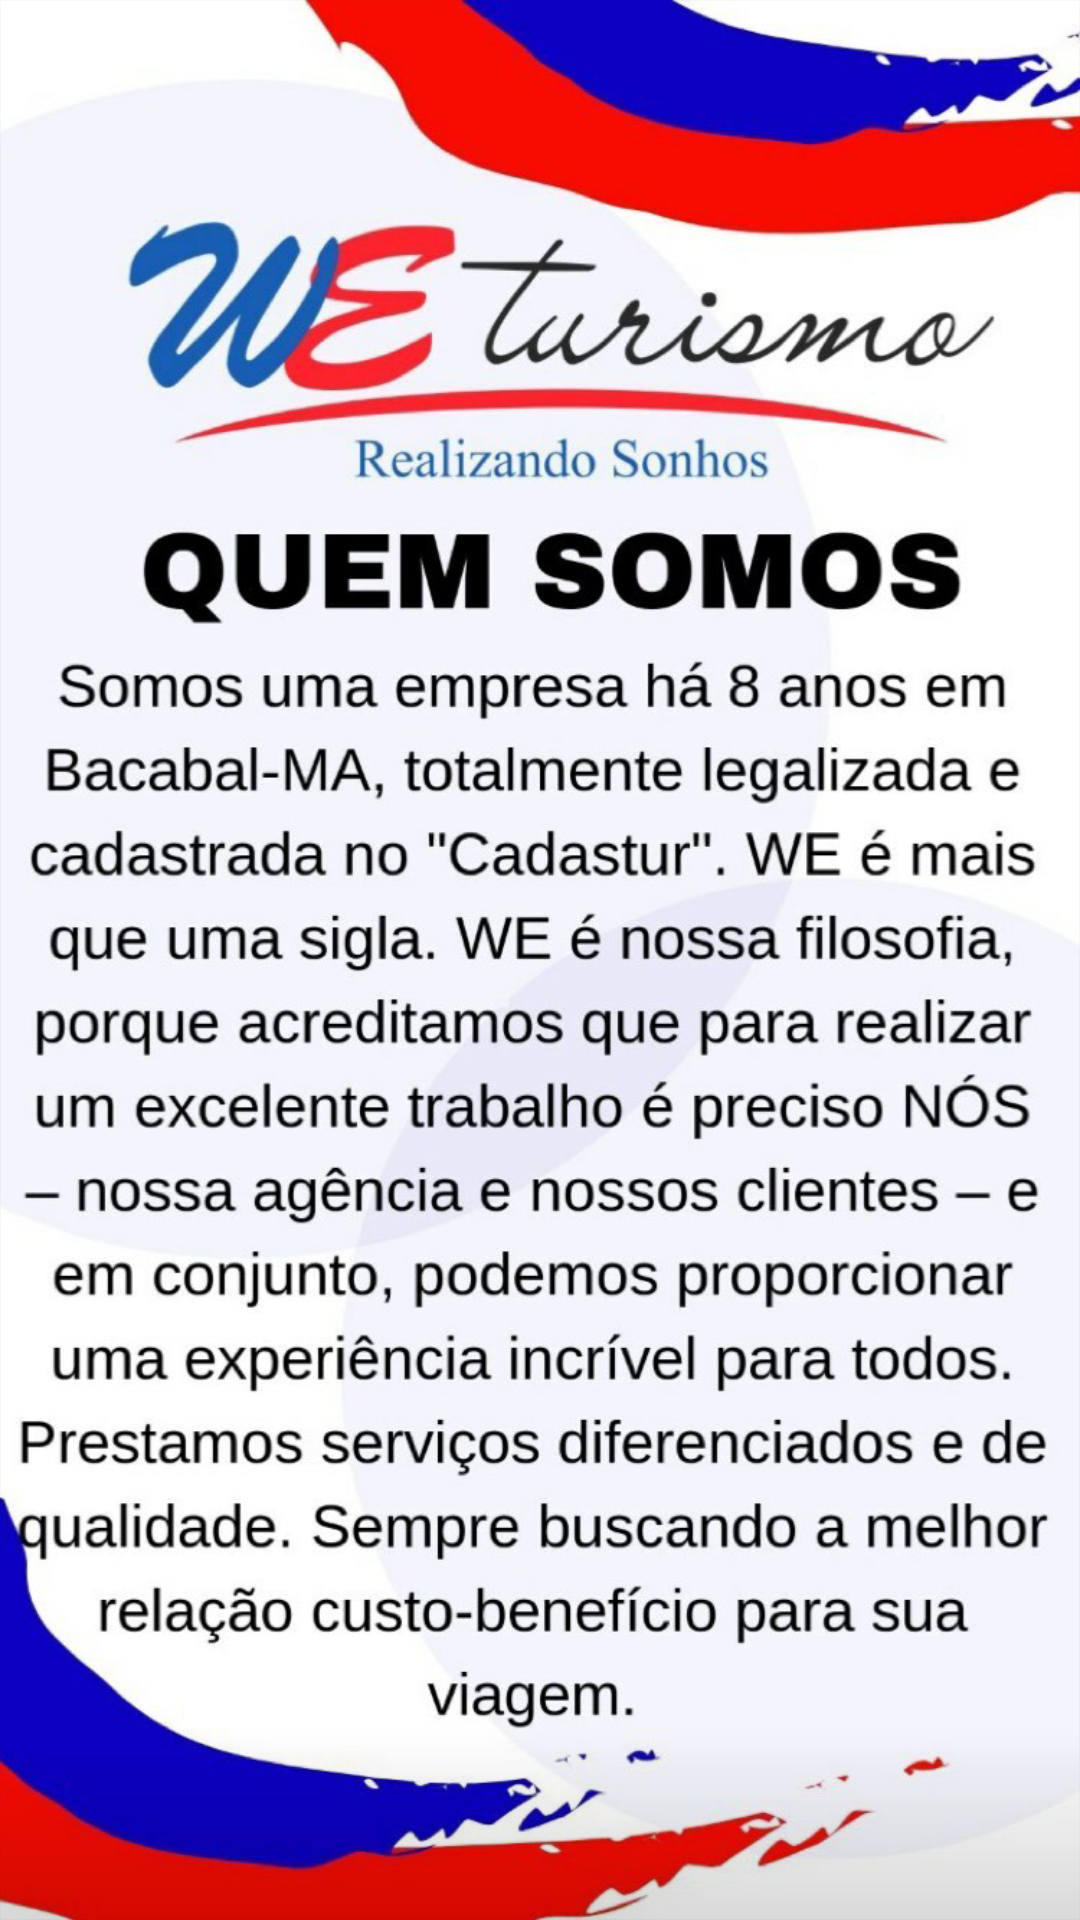 WE turismo
Realizando Sonhos
QUEM SOMOS
Somos uma empresa há 8 anos em
Bacabal-MA, totalmente legalizada e
cadastrada no "Cadastur". WE é mais
que uma sigla. WE é nossa filosofia,
porque acreditamos que para realizar
um excelente trabalho é preciso NÓS
– nossa agência e nossos clientes – e
em conjunto, podemos proporcionar
uma experiência incrível para todos.
Prestamos serviços diferenciados e de
qualidade. Sempre buscando a melhor
relação custo-benefício para sua
viagem.